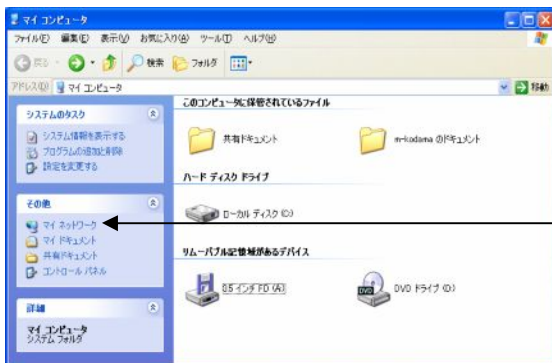 マイ コンピュータ
ファイル(F) 編集(E) 表示(V) お気に入り(A) ツール(T) ヘルプ(H)
戻る 検索 フォルダ
アドレス(D) マイ コンピュータ 移動
システムのタスク
システム情報を表示する
プログラムの追加と削除
設定を変更する
その他
マイ ネットワーク
マイ ドキュメント
共有ドキュメント
コントロール パネル
詳細
マイ コンピュータ
システム フォルダ
このコンピュータに保管されているファイル
共有ドキュメント m-kodama のドキュメント
ハード ディスク ドライブ
ローカル ディスク (C:)
リムーバブル記憶域があるデバイス
3.5 インチ FD (A:) DVD ドライブ (D:)